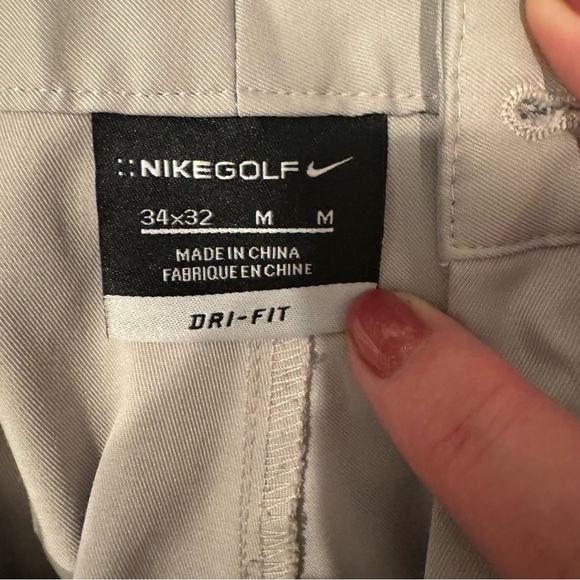 NIKEGOLF
34x32 M M
MADE IN CHINA
FABRIQUE EN CHINE
DRI-FIT